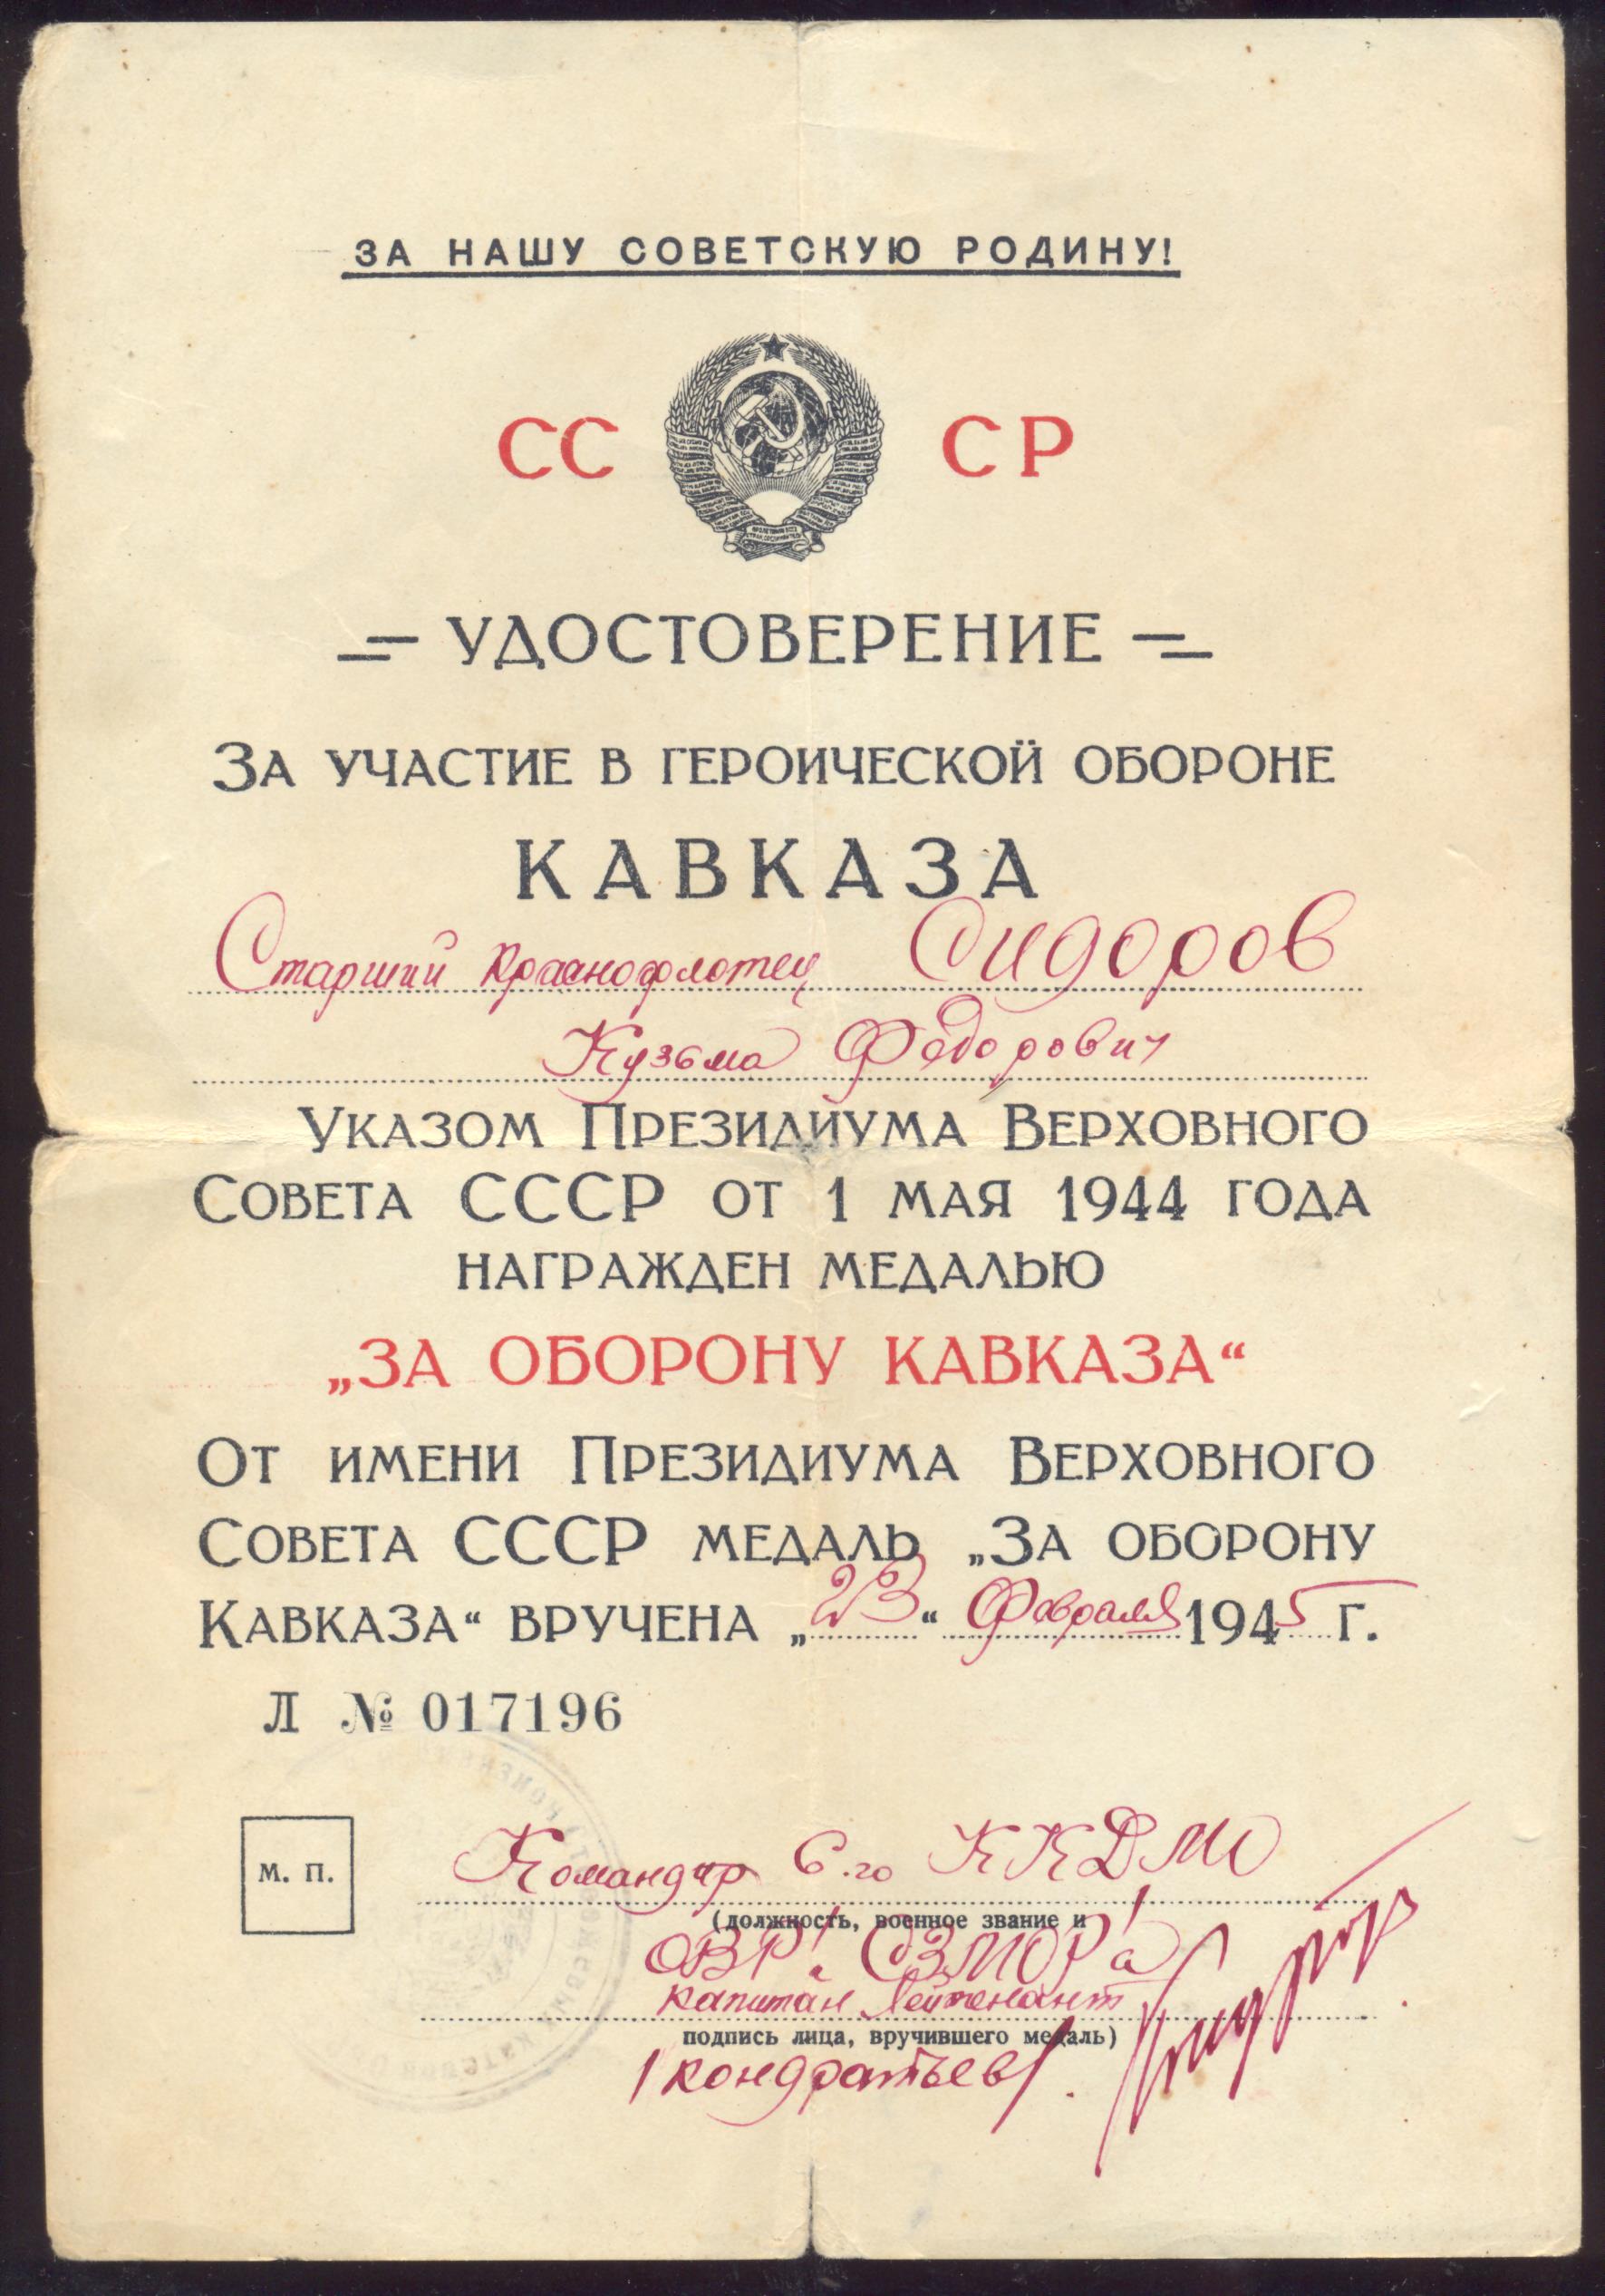 ЗА НАШУ СОВЕТСКУЮ РОДИНУ!
СС СР
УДОСТОВЕРЕНИЕ
ЗА УЧАСТИЕ В ГЕРОИЧЕСКОЙ ОБОРОНЕ
КАВКАЗА
Старший краснофлотец Сидоров
Кузьма Федорович
УКАЗОМ ПРЕЗИДИУМА ВЕРХОВНОГО
СОВЕТА СССР ОТ 1 МАЯ 1944 ГОДА
НАГРАЖДЕН МЕДАЛЬЮ
„ЗА ОБОРОНУ КАВКАЗА“
ОТ ИМЕНИ ПРЕЗИДИУМА ВЕРХОВНОГО
СОВЕТА СССР МЕДАЛЬ „ЗА ОБОРОНУ
КАВКАЗА“ ВРУЧЕНА „23“ Февраля 1945 г.
Л № 017196
М. П.
Командир 6-го ККДМО
(должность, военное звание и
ОВР'а СЗМОР'а
капитан лейтенант
подпись лица, вручившего медаль)
/Кондратьев/.